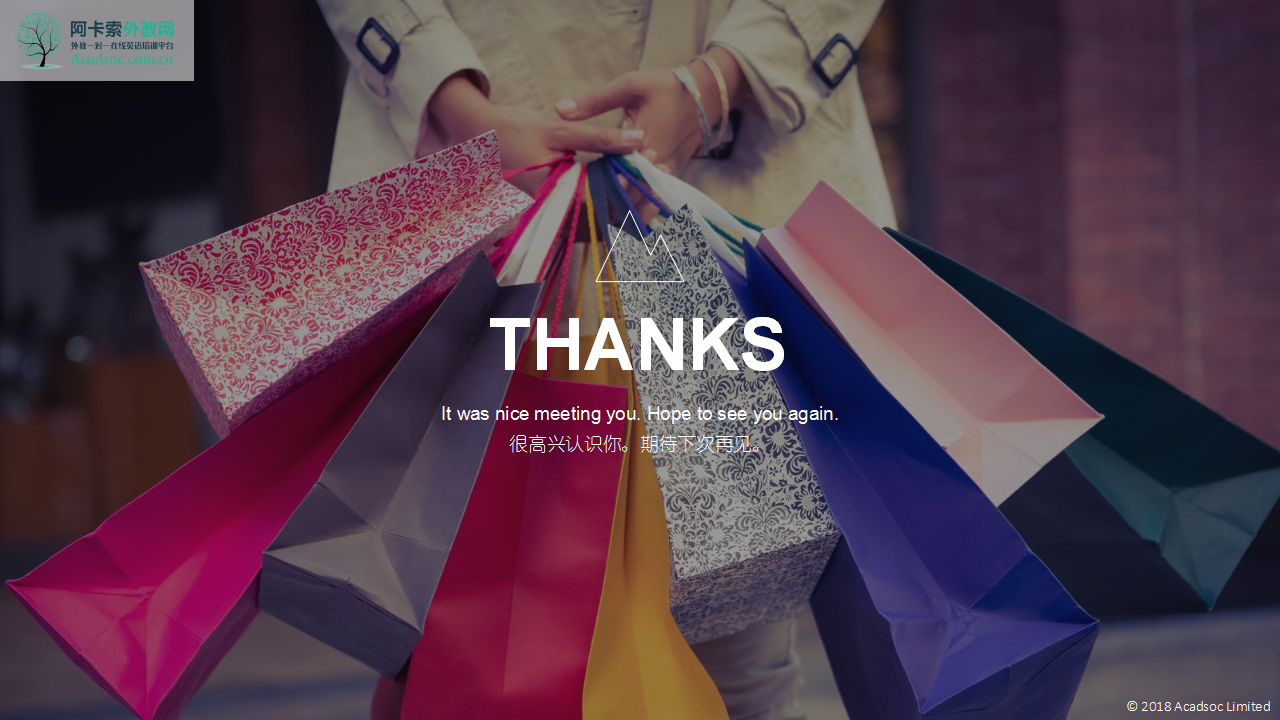 阿卡索外教网
外教一对一在线英语培训平台
Acadsoc.com.cn
THANKS
It was nice meeting you. Hope to see you again.
很高兴认识你。期待下次再见。
© 2018 Acadsoc Limited